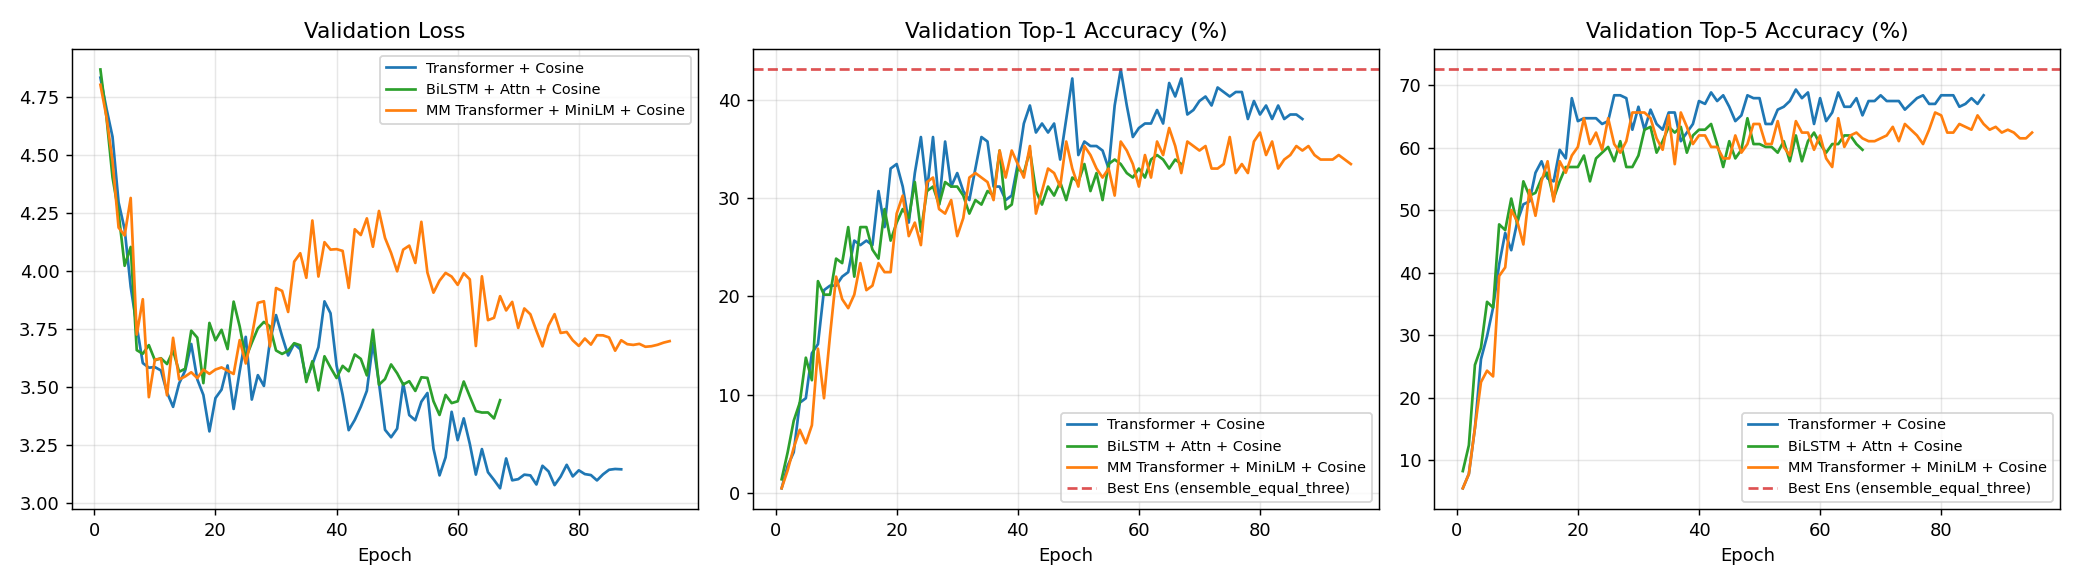 Validation Loss
Transformer + Cosine
BiLSTM + Attn + Cosine
MM Transformer + MiniLM + Cosine
4.75
4.50
4.25
4.00
3.75
3.50
3.25
3.00
0 20 40 60 80
Epoch
Validation Top-1 Accuracy (%)
40
30
20
10
0
Transformer + Cosine
BiLSTM + Attn + Cosine
MM Transformer + MiniLM + Cosine
Best Ens (ensemble_equal_three)
0 20 40 60 80
Epoch
Validation Top-5 Accuracy (%)
70
60
50
40
30
20
10
Transformer + Cosine
BiLSTM + Attn + Cosine
MM Transformer + MiniLM + Cosine
Best Ens (ensemble_equal_three)
0 20 40 60 80
Epoch